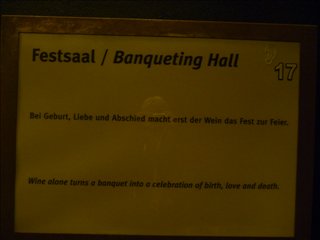 Festsaal / Banqueting Hall
17
Bei Geburt, Liebe und Abschied macht erst der Wein das Fest zur Feier.
Wine alone turns a banquet into a celebration of birth, love and death.